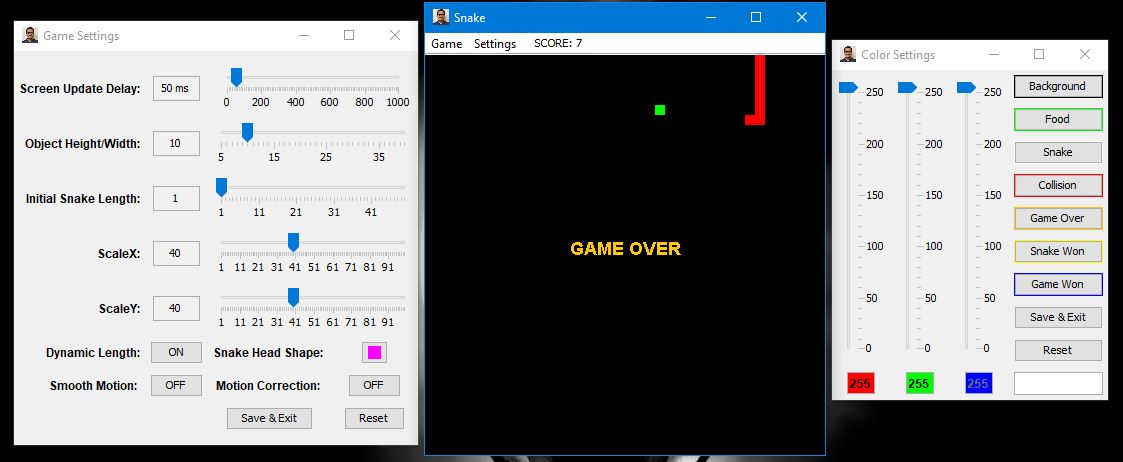 Game Settings
Screen Update Delay: 50 ms
0 200 400 600 800 1000
Object Height/Width: 10
5 15 25 35
Initial Snake Length: 1
1 11 21 31 41
ScaleX: 40
1 11 21 31 41 51 61 71 81 91
ScaleY: 40
1 11 21 31 41 51 61 71 81 91
Dynamic Length: ON Snake Head Shape:
Smooth Motion: OFF Motion Correction: OFF
Save & Exit Reset
Snake
Game Settings SCORE: 7
GAME OVER
Color Settings
250 250 250 Background
Food
200 200 200 Snake
150 150 150 Collision
Game Over
100 100 100 Snake Won
50 50 50 Game Won
Save & Exit
0 0 0 Reset
255 255 255